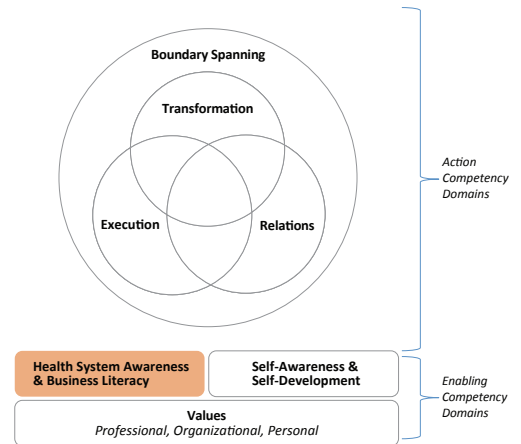 Boundary Spanning
Transformation
Execution
Relations
Action
Competency
Domains
Health System Awareness
& Business Literacy
Self-Awareness &
Self-Development
Values
Professional, Organizational, Personal
Enabling
Competency
Domains